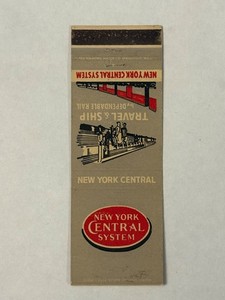 NEW YORK CENTRAL SYSTEM
TRAVEL & SHIP
by DEPENDABLE RAIL
NEW YORK CENTRAL
NEW YORK
CENTRAL
SYSTEM